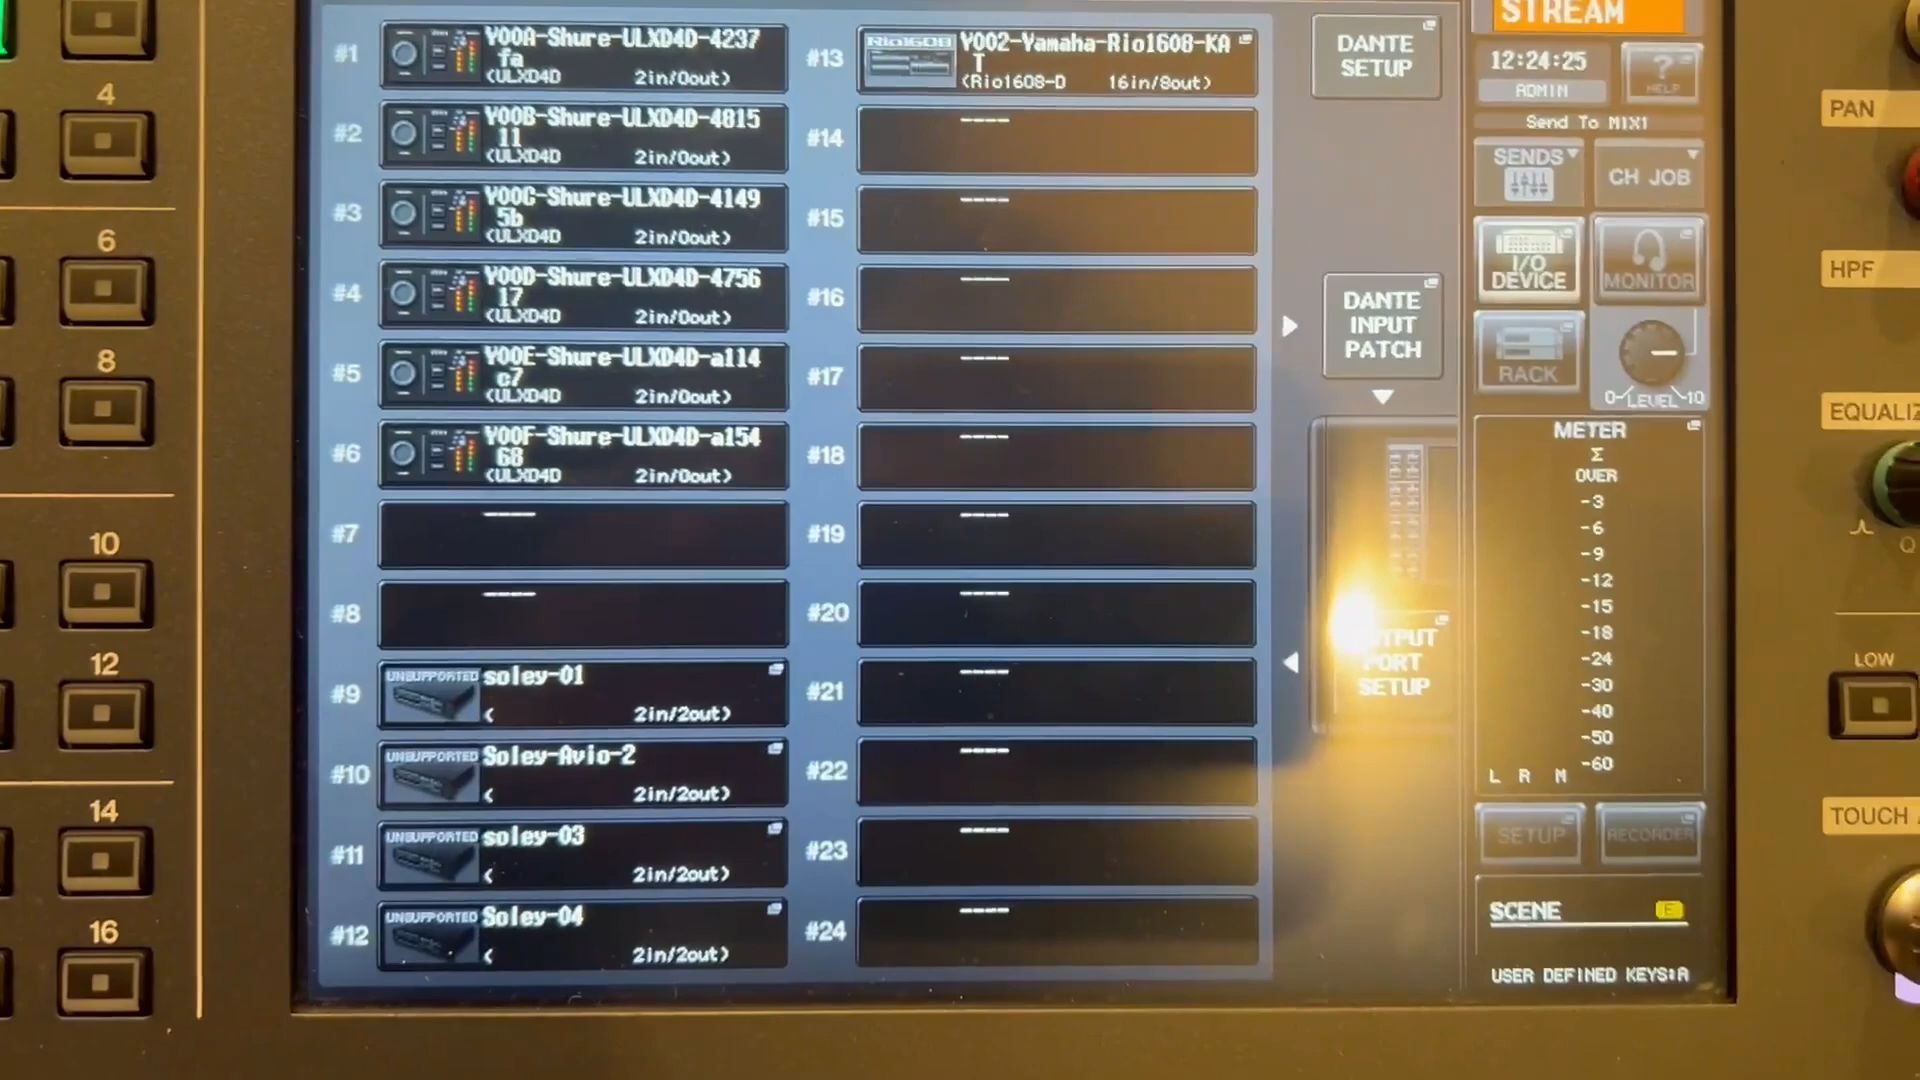 4
6
8
10
12
14
16
#1
Y00A-Shure-ULXD4D-4237
fa
(ULXD4D 2in/0out)
#2
Y00B-Shure-ULXD4D-4815
11
(ULXD4D 2in/0out)
#3
Y00C-Shure-ULXD4D-4149
5b
(ULXD4D 2in/0out)
#4
Y00D-Shure-ULXD4D-4756
17
(ULXD4D 2in/0out)
#5
Y00E-Shure-ULXD4D-a114
c7
(ULXD4D 2in/0out)
#6
Y00F-Shure-ULXD4D-a154
68
(ULXD4D 2in/0out)
#7
----
#8
----
#9
UNSUPPORTED soley-01
( 2in/2out)
#10
UNSUPPORTED Soley-Avio-2
( 2in/2out)
#11
UNSUPPORTED soley-03
( 2in/2out)
#12
UNSUPPORTED Soley-04
( 2in/2out)
#13
Rio1608 Y002-Yamaha-Rio1608-KA
T
(Rio1608-D 16in/8out)
#14
----
#15
----
#16
----
#17
----
#18
----
#19
----
#20
----
#21
----
#22
----
#23
----
#24
----
DANTE
SETUP
DANTE
INPUT
PATCH
PORT
SETUP
STREAM
12:24:25
ADMIN
?
HELP
Send To MIX1
SENDS
CH JOB
I/O
DEVICE
MONITOR
RACK
0 LEVEL 10
METER
Σ
OVER
-3
-6
-9
-12
-15
-18
-24
-30
-40
-50
-60
L R M
SETUP
RECORDER
SCENE
E
USER DEFINED KEYS:A
PAN
HPF
EQUALIZ
Q
LOW
TOUCH